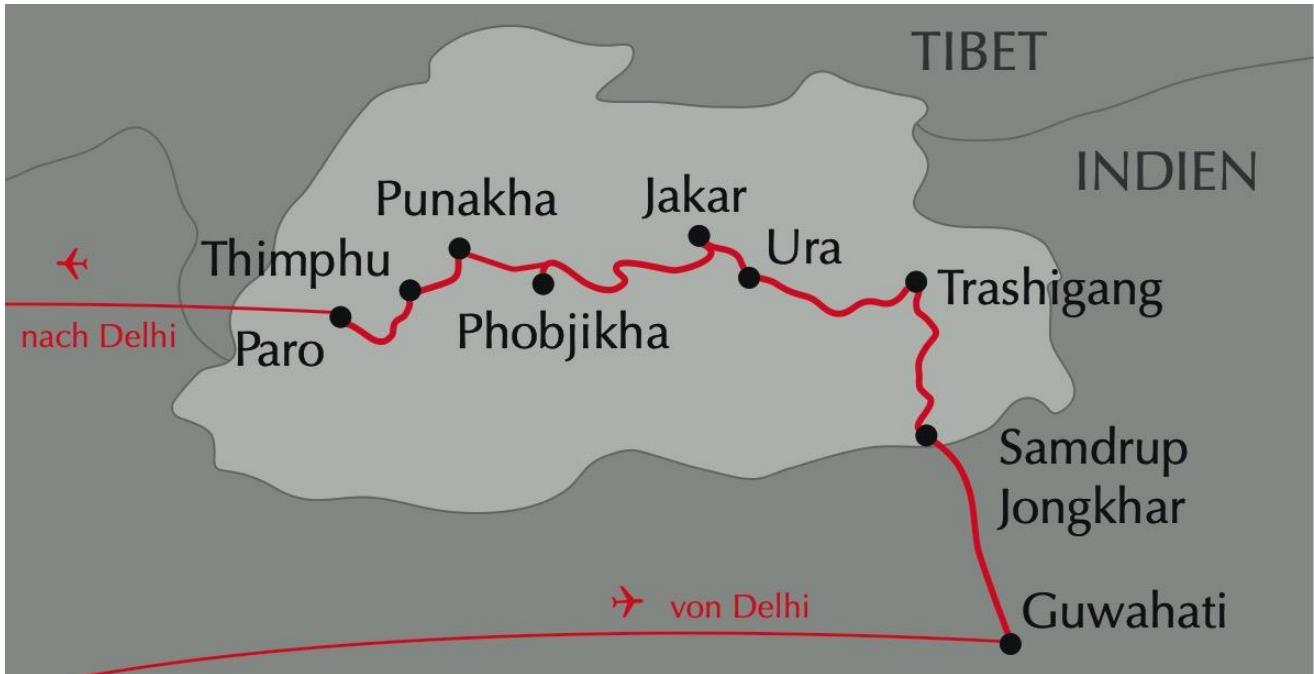 TIBET
INDIEN
Punakha
Jakar
Thimphu
Ura
Trashigang
nach Delhi
Paro
Phobjikha
Samdrup
Jongkhar
von Delhi
Guwahati